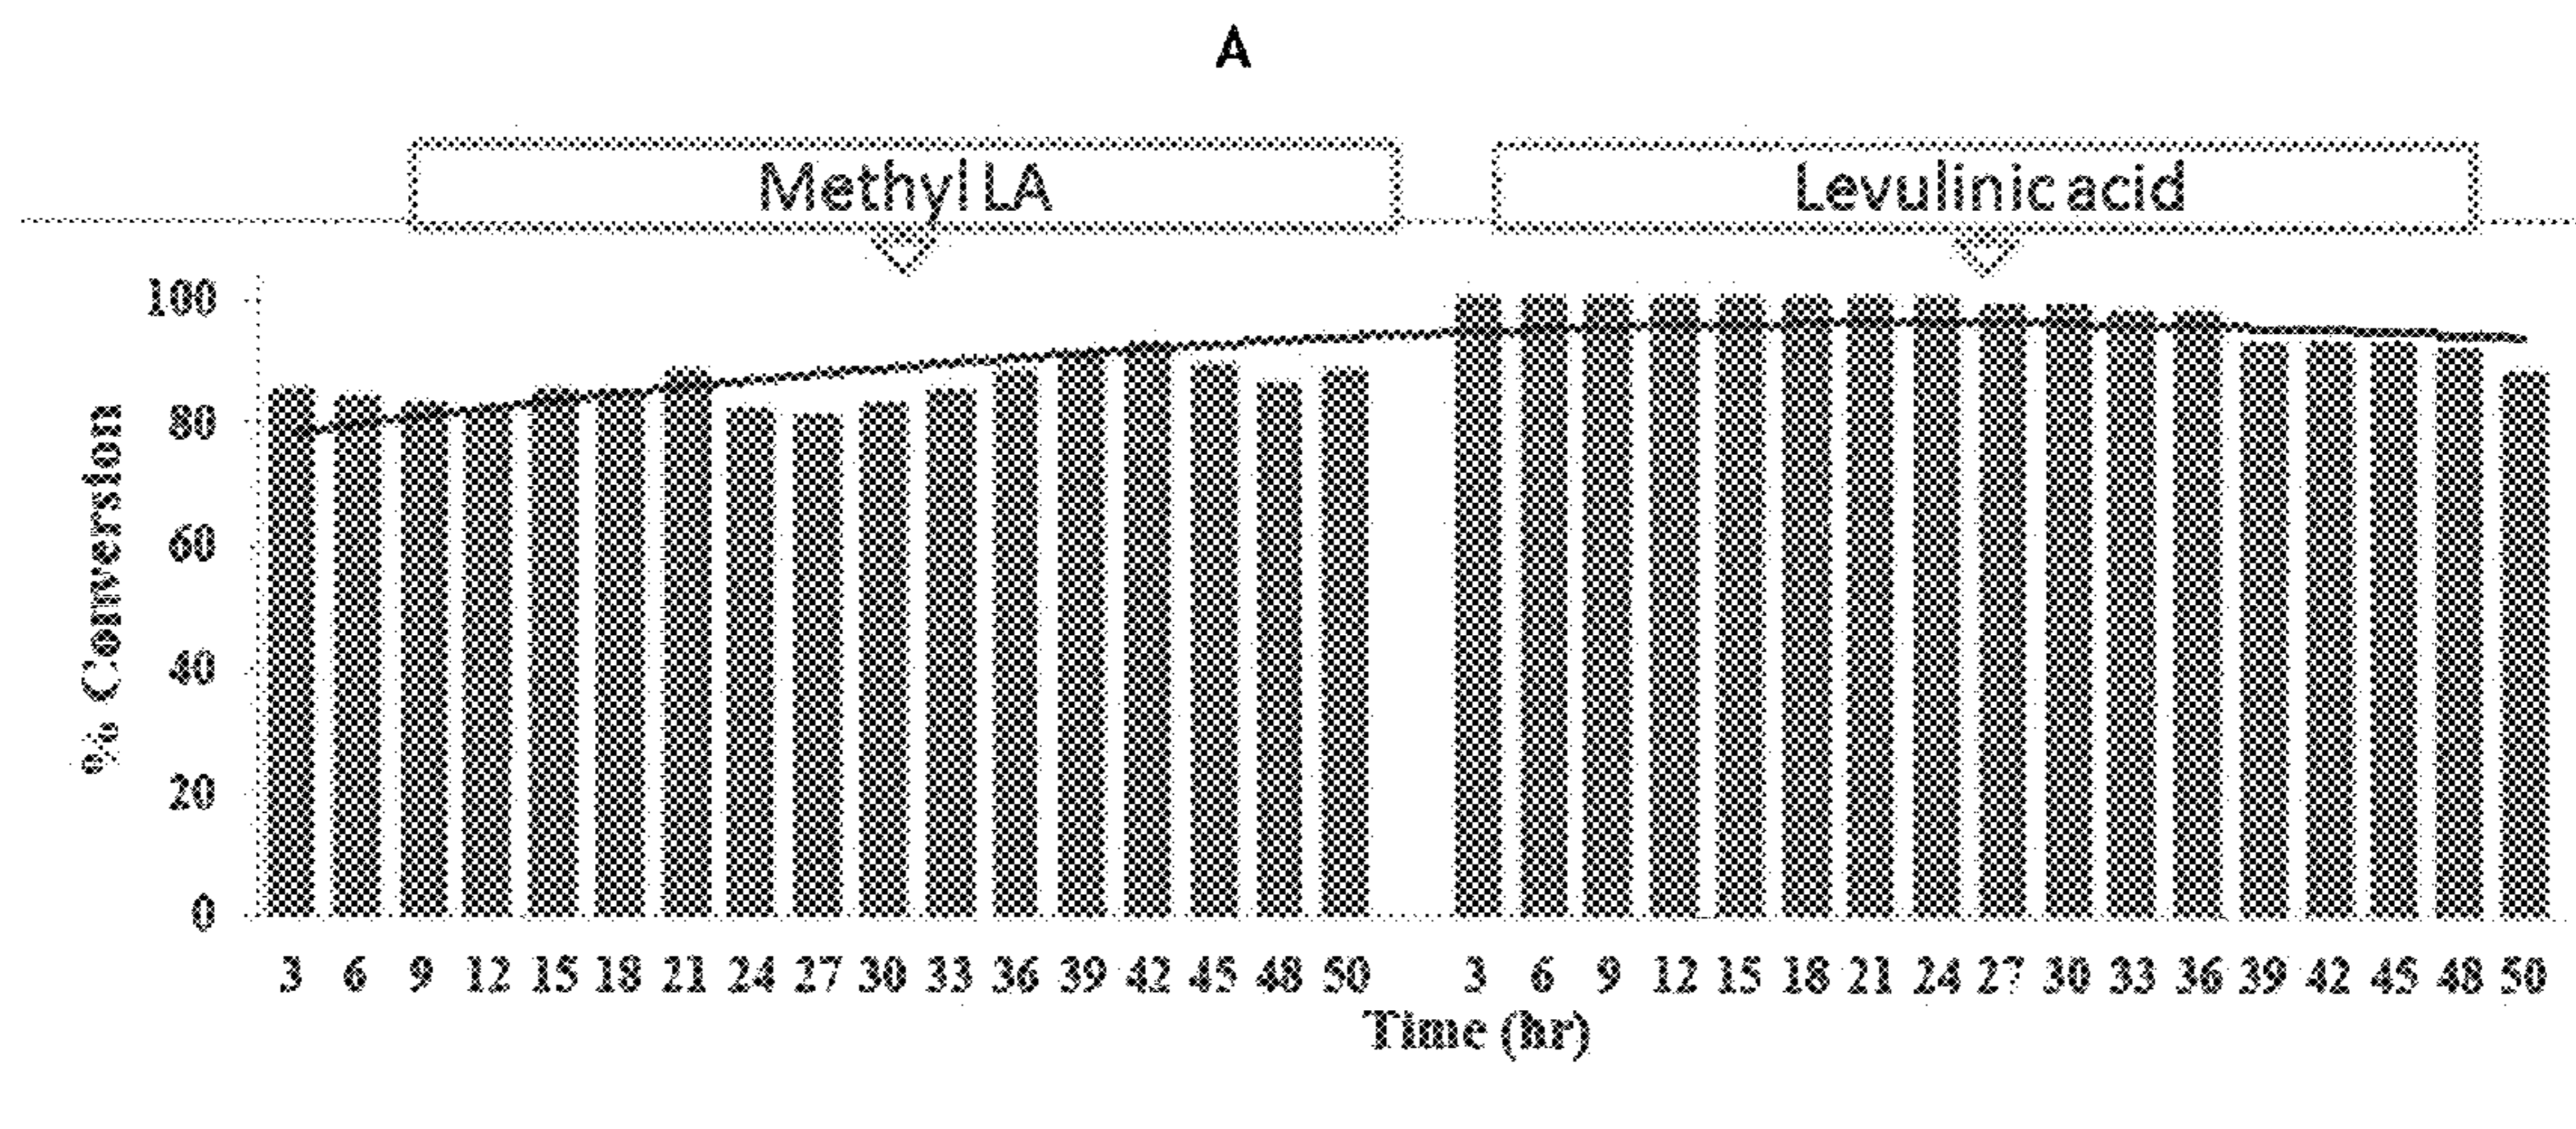 A
Methyl LA
Levulinic acid
100
80
60
40
20
0
% Conversion
3 6 9 12 15 18 21 24 27 30 33 36 39 42 45 48 50 3 6 9 12 15 18 21 24 27 30 33 36 39 42 45 48 50
Time (hr)